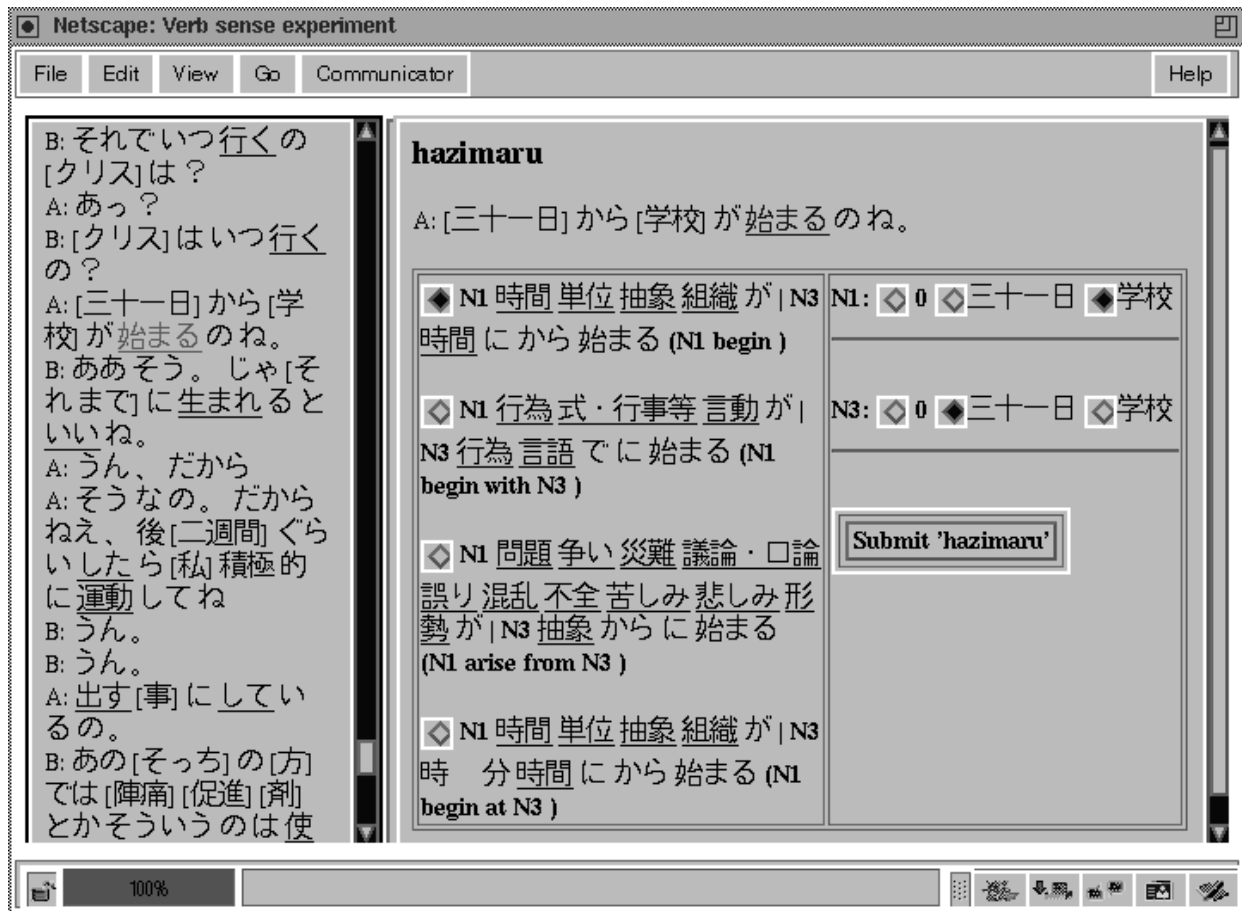 Netscape: Verb sense experiment
File Edit View Go Communicator Help
B: それでいつ行くの
[クリス]は？
A: あっ？
B: [クリス]はいつ行く
の？
A: [三十一日]から[学
校]が始まるのね。
B: ああそう。じゃ[そ
れまで]に生まれると
いいね。
A: うん、だから
A: そうなの。だから
ねえ、後[二週間]ぐら
いしたら[私]積極的
に運動してね
B: うん。
B: うん。
A: 出す[事]にしてい
るの。
B: あの[そっち]の[方]
では[陣痛][促進][剤]
とかそういうのは使
hazimaru
A: [三十一日]から[学校]が始まるのね。
N1 時間 単位 抽象 組織 が | N3
時間 に から 始まる (N1 begin )
N1 行為 式・行事等 言動 が |
N3 行為 言語 で に 始まる (N1
begin with N3 )
N1 問題 争い 災難 議論・口論
誤り 混乱 不全 苦しみ 悲しみ 形
勢 が | N3 抽象 から に 始まる
(N1 arise from N3 )
N1 時間 単位 抽象 組織 が | N3
時 分 時間 に から 始まる (N1
begin at N3 )
N1: 0 三十一日 学校
N3: 0 三十一日 学校
Submit 'hazimaru'
100%